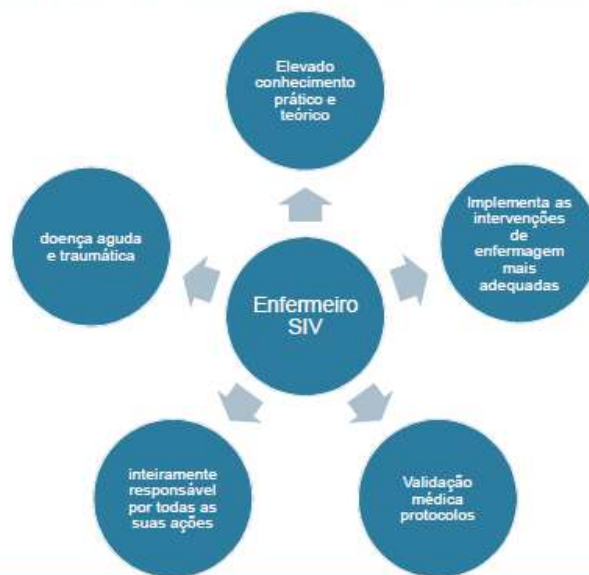 Elevado
conhecimento
prático e
teórico
Implementa as
intervenções
de
enfermagem
mais
adequadas
doença aguda
e traumática
Enfermeiro
SIV
inteiramente
responsável
por todas as
suas ações
Validação
médica
protocolos